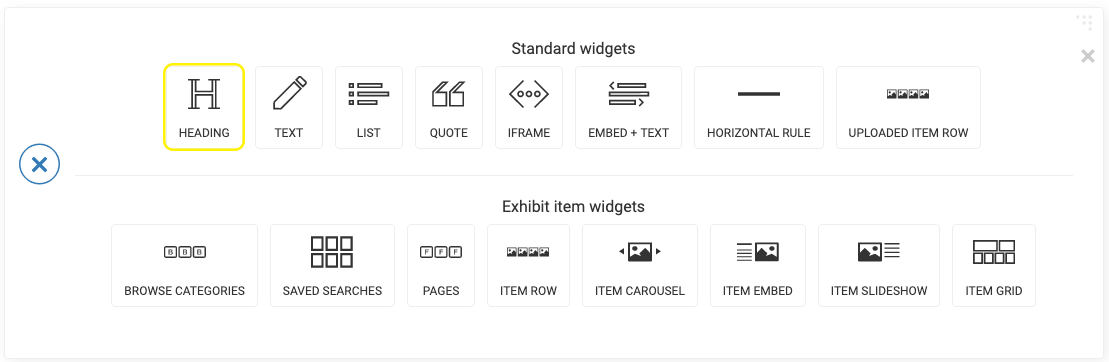 Standard widgets
HEADING TEXT LIST QUOTE IFRAME EMBED + TEXT HORIZONTAL RULE UPLOADED ITEM ROW
Exhibit item widgets
B B B F F F
BROWSE CATEGORIES SAVED SEARCHES PAGES ITEM ROW ITEM CAROUSEL ITEM EMBED ITEM SLIDESHOW ITEM GRID